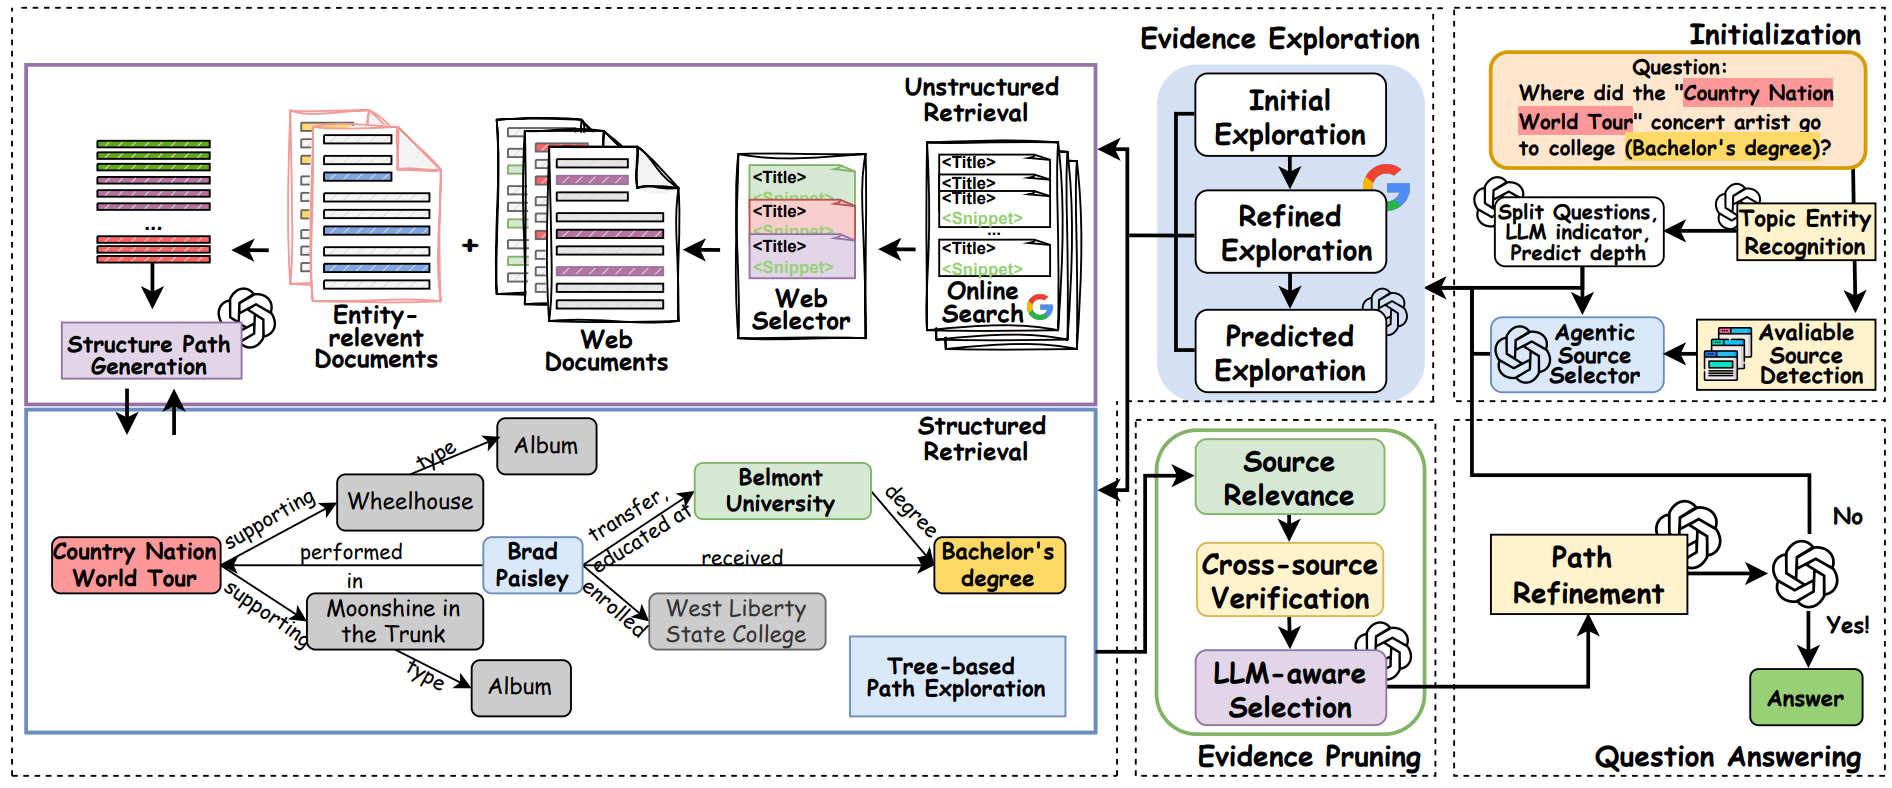 Evidence Exploration
Initialization
Unstructured
Retrieval
Structure Path
Generation
Entity-
relevent
Documents
+
Web
Documents
<Title>
<Snippet>
<Title>
<Snippet>
<Title>
<Snippet>
Web
Selector
<Title>
<Title>
<Title>
<Snippet>
...
<Title>
<Snippet>
Online
Search
...
Initial
Exploration
Refined
Exploration
Predicted
Exploration
Question:
Where did the "Country Nation
World Tour" concert artist go
to college (Bachelor's degree)?
Split Questions,
LLM indicator,
Predict depth
Topic Entity
Recognition
Agentic
Source
Selector
Avaliable
Source
Detection
Structured
Retrieval
Album
type
Wheelhouse
supporting
Country Nation
World Tour
performed
in
supporting
Moonshine in
the Trunk
type
Album
Brad
Paisley
transfer,
educated at
Belmont
University
degree
received
Bachelor's
degree
enrolled
West Liberty
State College
Tree-based
Path Exploration
Source
Relevance
Cross-source
Verification
LLM-aware
Selection
Evidence Pruning
Path
Refinement
No
Yes!
Answer
Question Answering